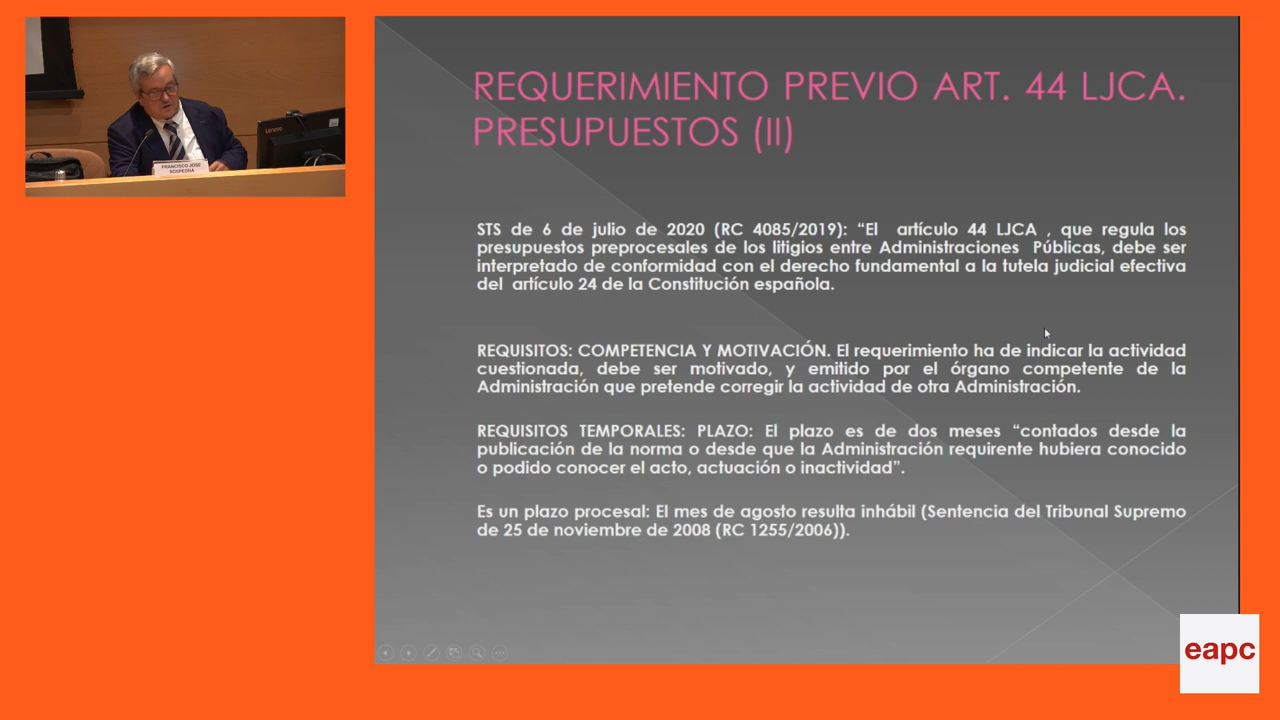 Lenovo
FRANCISCO JOSE
SOSPEDRA
REQUERIMIENTO PREVIO ART. 44 LJCA.
PRESUPUESTOS (II)
STS de 6 de julio de 2020 (RC 4085/2019): “El artículo 44 LJCA , que regula los
presupuestos preprocesales de los litigios entre Administraciones Públicas, debe ser
interpretado de conformidad con el derecho fundamental a la tutela judicial efectiva
del artículo 24 de la Constitución española.
REQUISITOS: COMPETENCIA Y MOTIVACIÓN. El requerimiento ha de indicar la actividad
cuestionada, debe ser motivado, y emitido por el órgano competente de la
Administración que pretende corregir la actividad de otra Administración.
REQUISITOS TEMPORALES: PLAZO: El plazo es de dos meses “contados desde la
publicación de la norma o desde que la Administración requirente hubiera conocido
o podido conocer el acto, actuación o inactividad”.
Es un plazo procesal: El mes de agosto resulta inhábil (Sentencia del Tribunal Supremo
de 25 de noviembre de 2008 (RC 1255/2006)).
eapc